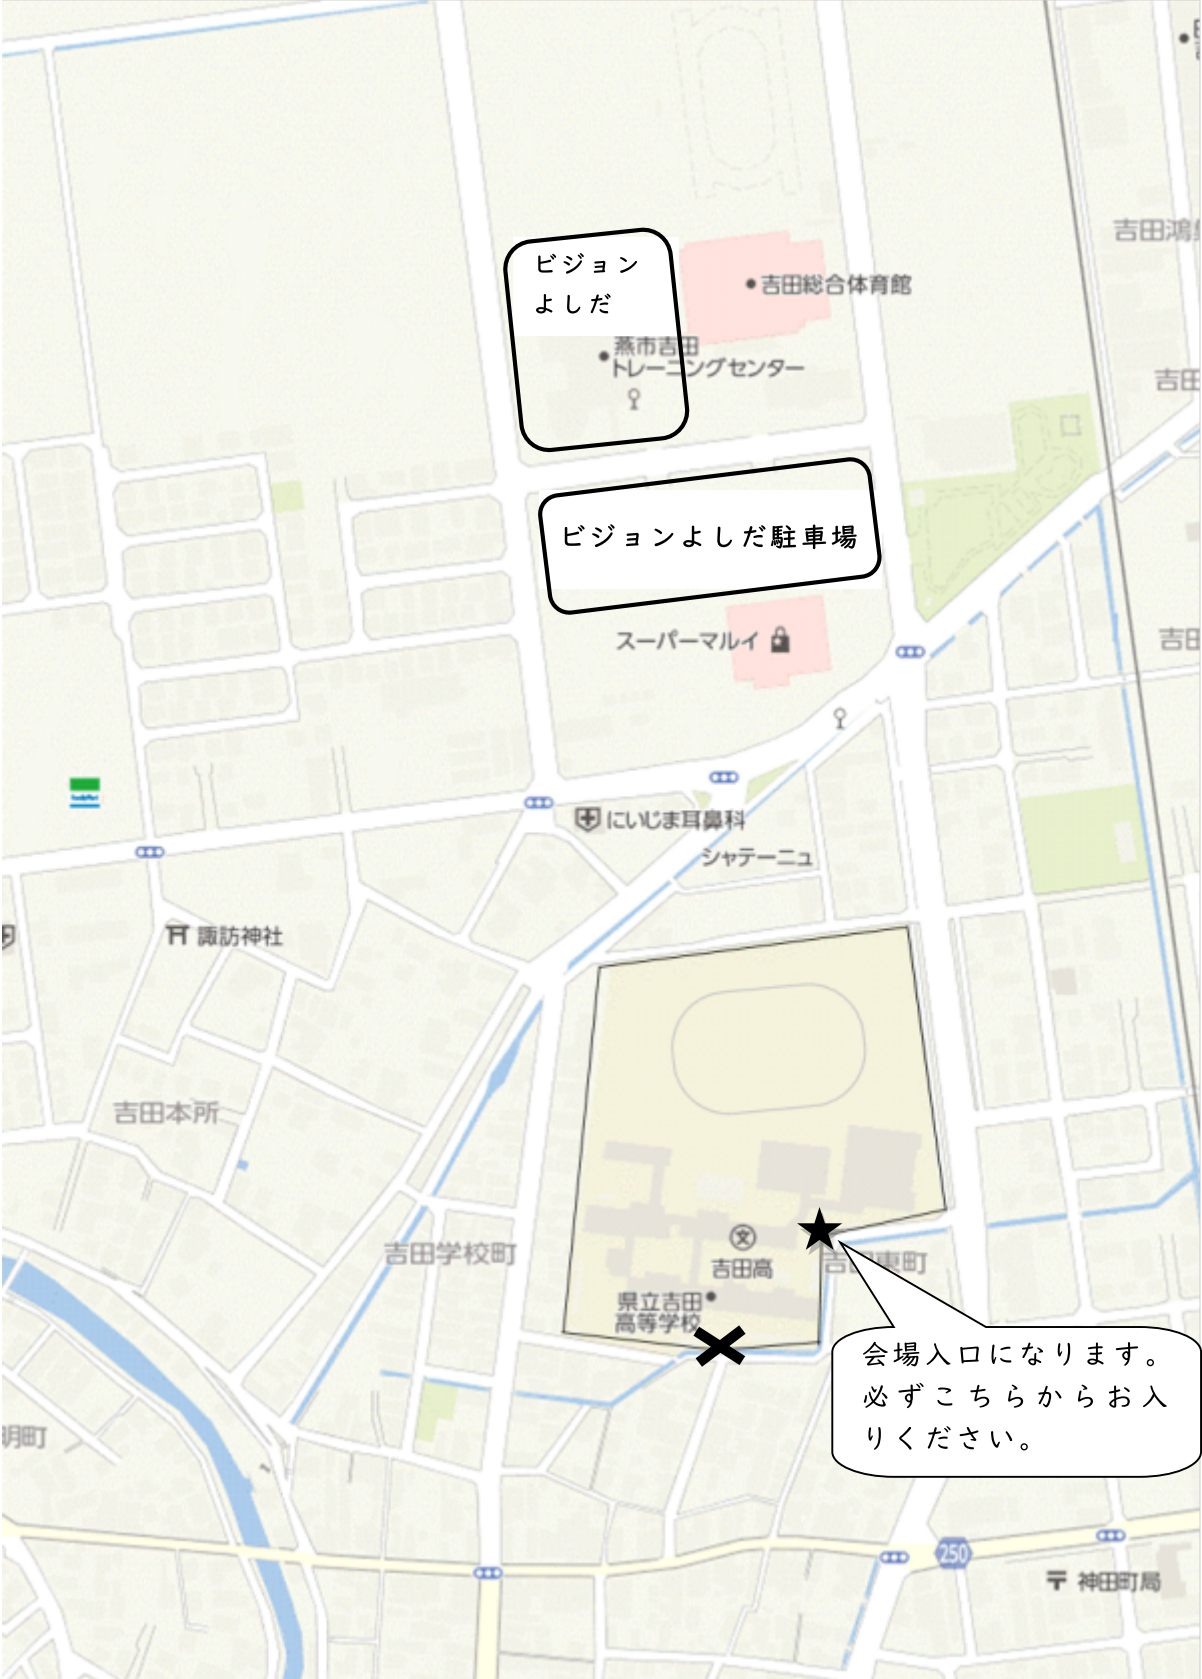 吉田鴻
ビジョン
よしだ
吉田総合体育館
燕市吉田
トレーニングセンター
吉田
ビジョンよしだ駐車場
スーパーマルイ
吉田
にいじま耳鼻科
シャテーニュ
諏訪神社
吉田本所
吉田学校町
吉田高
吉田東町
県立吉田
高等学校
会場入口になります。
必ずこちらからお入
りください。
明町
250
神田町局